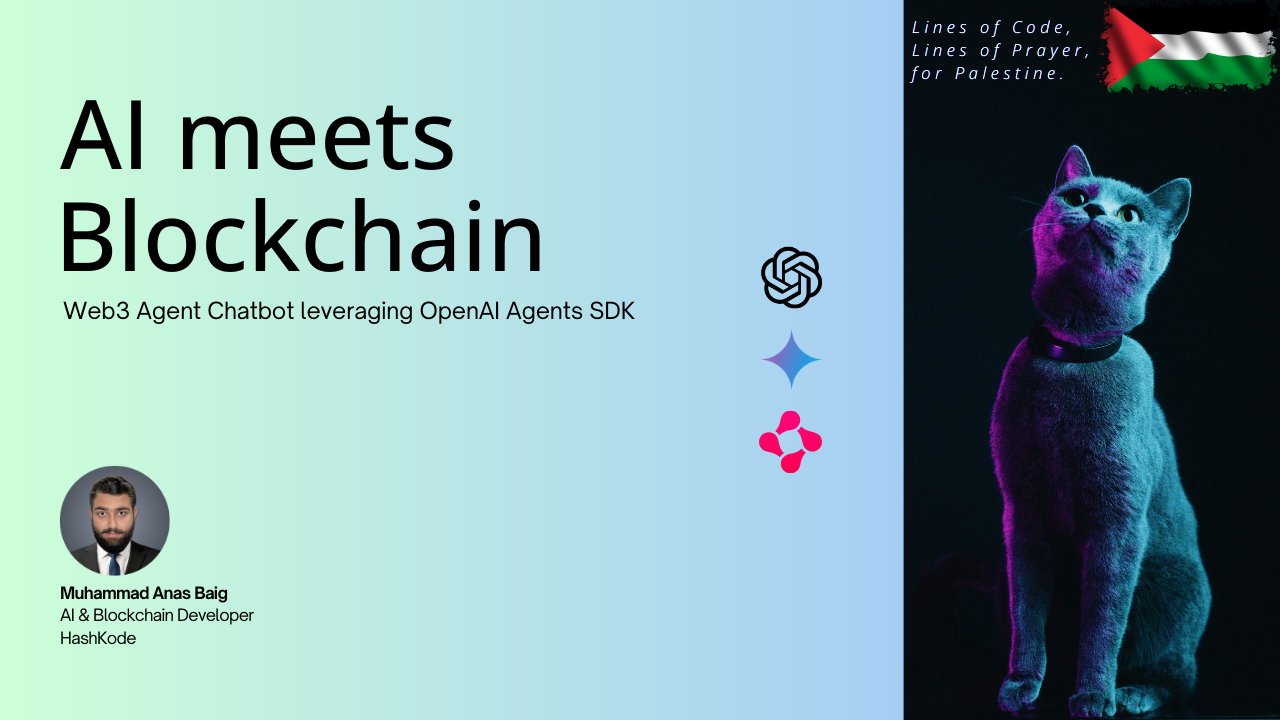 AI meets
Blockchain
Web3 Agent Chatbot leveraging OpenAI Agents SDK
Muhammad Anas Baig
AI & Blockchain Developer
HashKode
Lines of Code,
Lines of Prayer,
for Palestine.